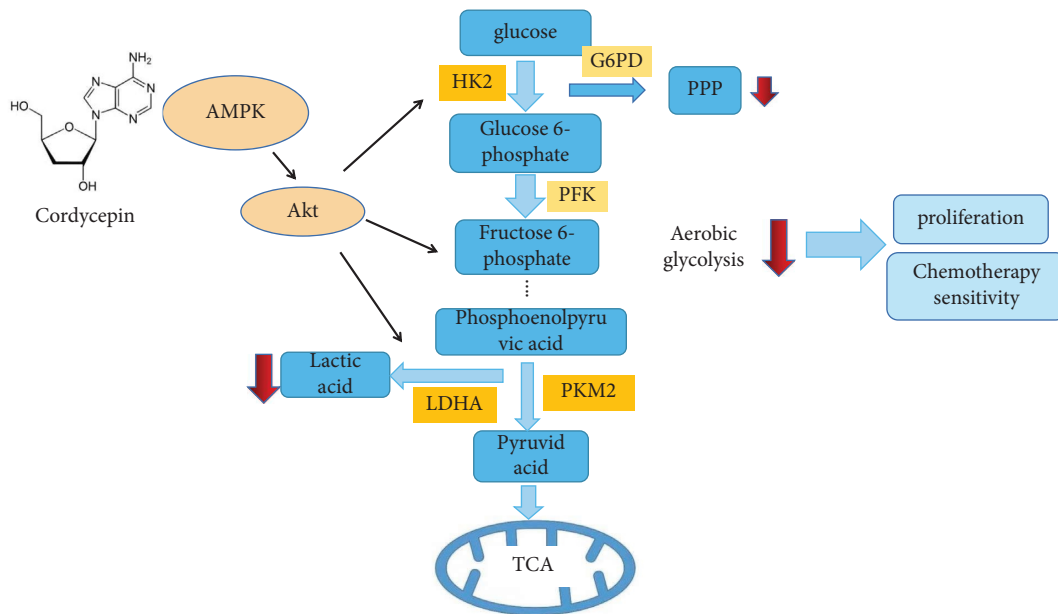 NH₂
N
N
N
N
HO
O
OH
Cordycepin
AMPK
Akt
glucose
HK2
G6PD
PPP
Glucose 6-
phosphate
PFK
Fructose 6-
phosphate
Phosphoenolpyru
vic acid
Lactic
acid
LDHA
PKM2
Pyruvid
acid
TCA
Aerobic
glycolysis
proliferation
Chemotherapy
sensitivity